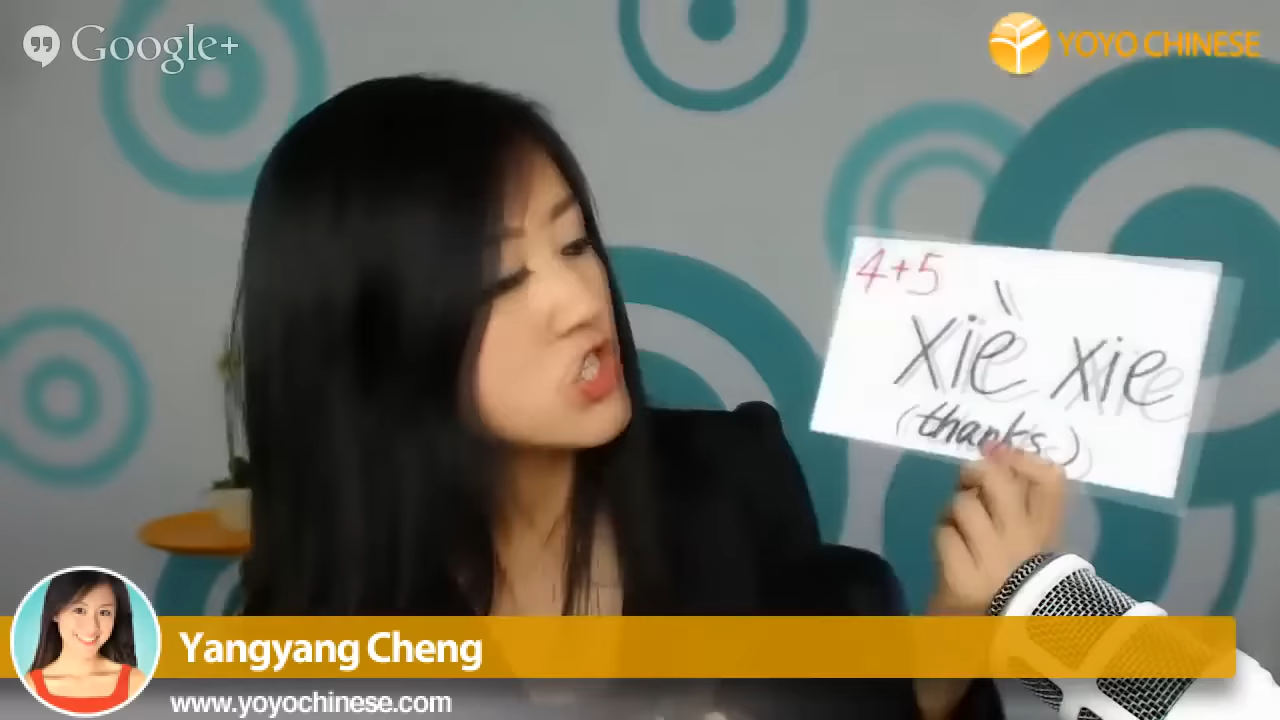 Google+
YOYO CHINESE
4+5
xiè xie
(thanks)
Yangyang Cheng
www.yoyochinese.com